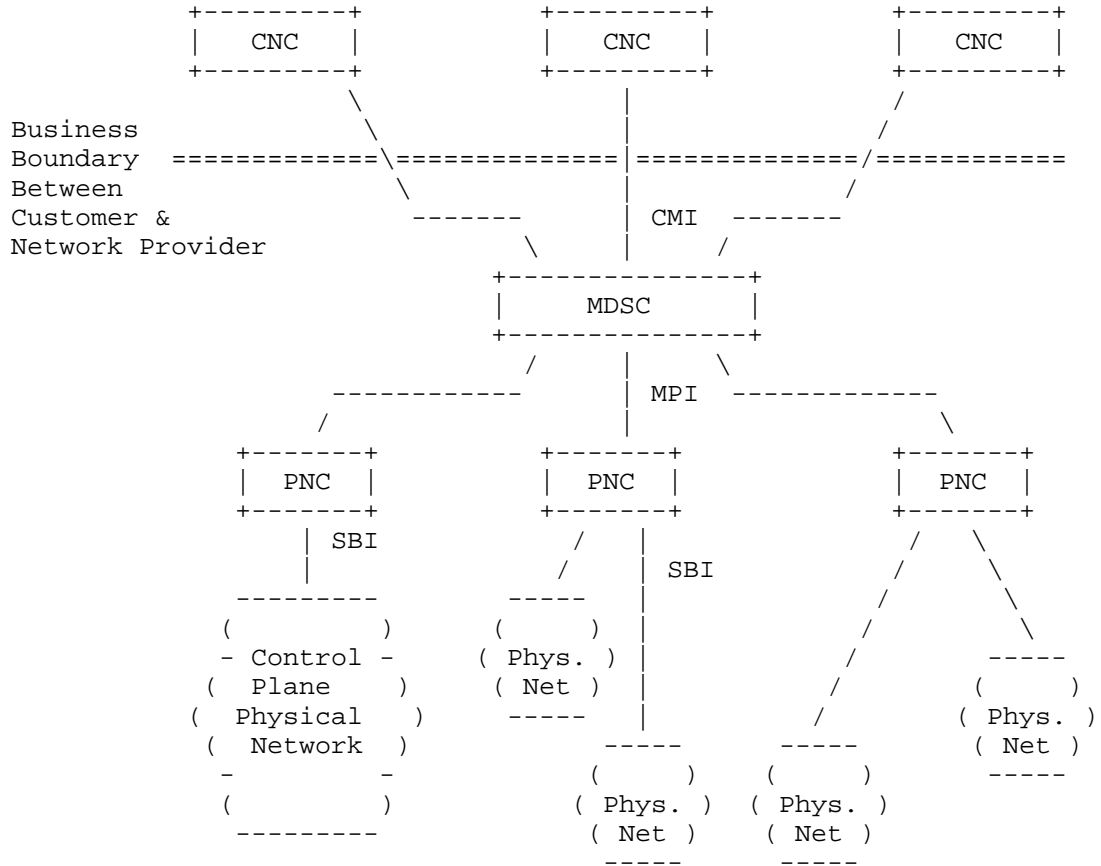 CNC CNC CNC
Business
Boundary
Between
Customer & CMI
Network Provider
MDSC
MPI
PNC PNC PNC
SBI
SBI
Control Phys.
Plane Net
Physical Phys.
Network Net
Phys. Phys.
Net Net